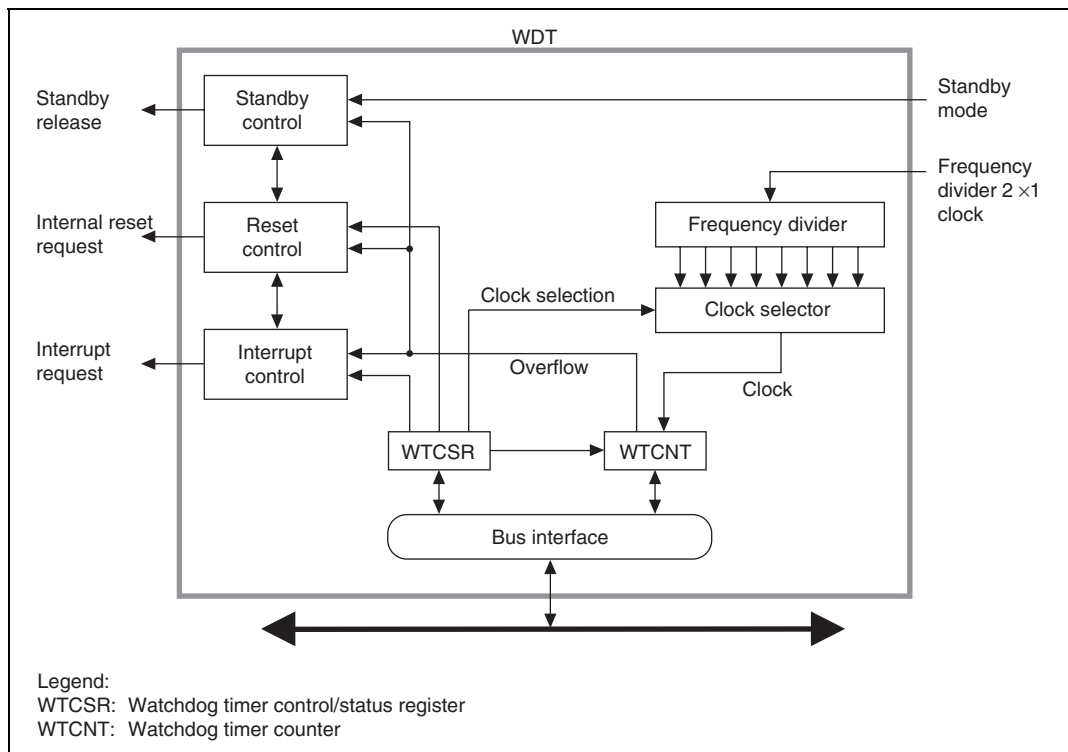 WDT
Standby
release
Standby
control
Standby
mode
Frequency
divider 2 ×1
clock
Internal reset
request
Reset
control
Frequency divider
Clock selection
Clock selector
Interrupt
request
Interrupt
control
Overflow
Clock
WTCSR
WTCNT
Bus interface
Legend:
WTCSR: Watchdog timer control/status register
WTCNT: Watchdog timer counter